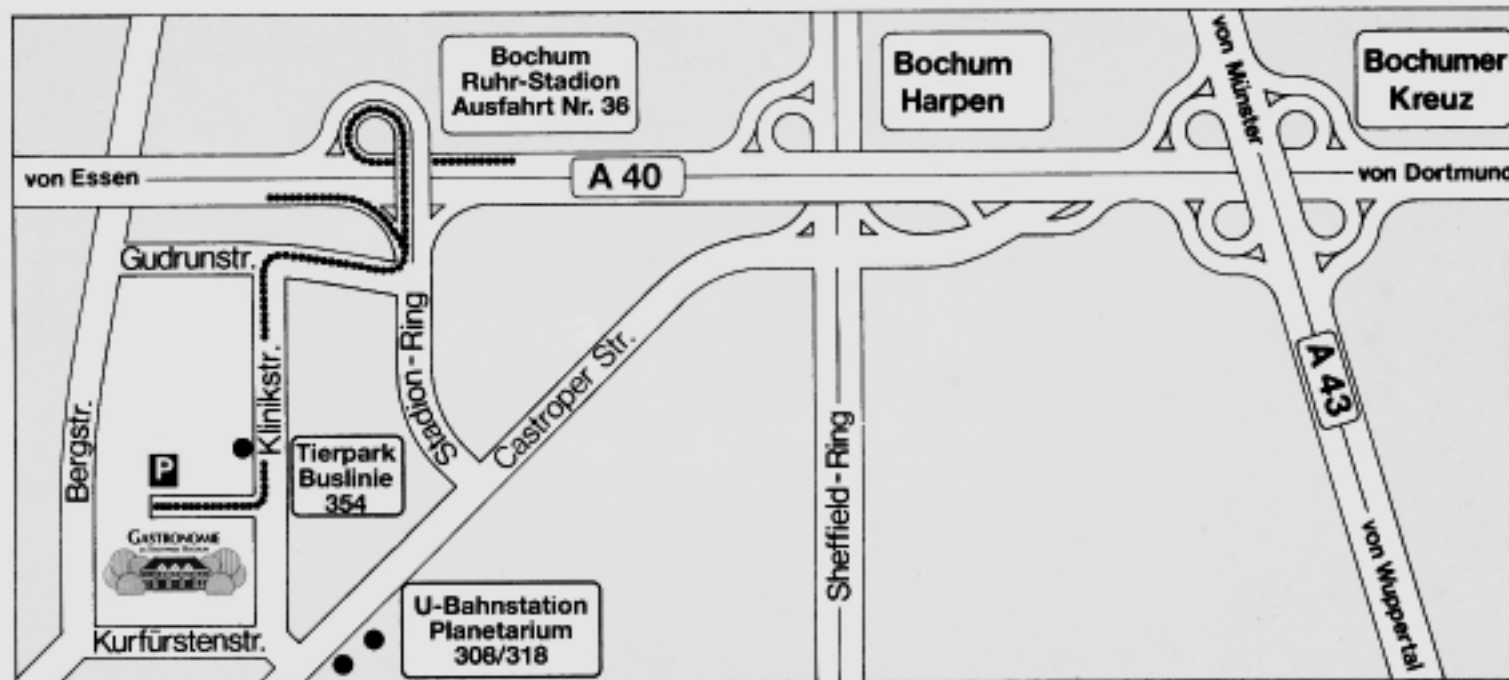 Bochum
Ruhr-Stadion
Ausfahrt Nr. 36
Bochum
Harpen
von Münster
Bochumer
Kreuz
von Essen
A 40
von Dortmund
Gudrunstr.
Klinikstr.
Stadion-Ring
Castroper Str.
Sheffield-Ring
A 43
Bergstr.
P
Tierpark
Buslinie
354
GASTRONOMIE
von Wuppertal
U-Bahnstation
Planetarium
308/318
Kurfürstenstr.